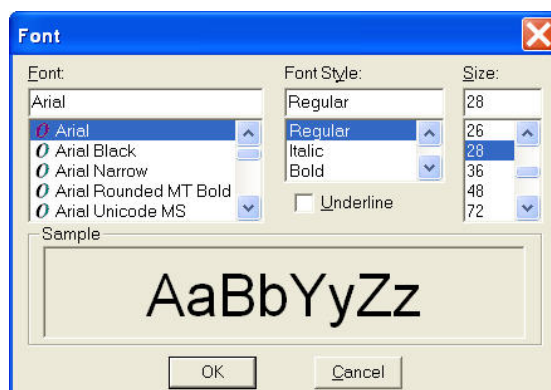 Font
Font: Font Style: Size:
Arial Regular 28
Arial Regular 26
Arial Black Italic 28
Arial Narrow Bold 36
Arial Rounded MT Bold 48
Arial Unicode MS Underline 72
Sample
AaBbYyZz
OK Cancel